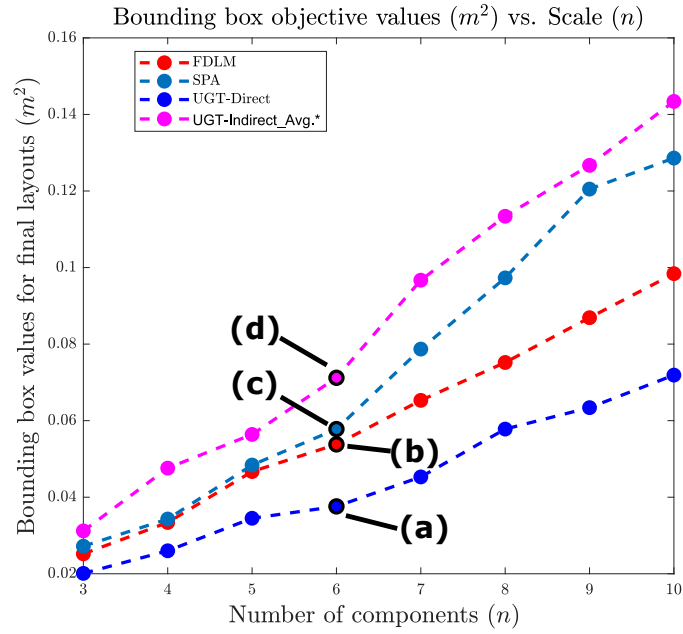 Bounding box objective values (m²) vs. Scale (n)
Bounding box values for final layouts (m²)
0.16
0.14
0.12
0.1
0.08
0.06
0.04
0.02
FDLM
SPA
UGT-Direct
UGT-Indirect_Avg.*
(d)
(c)
(b)
(a)
3 4 5 6 7 8 9 10
Number of components (n)